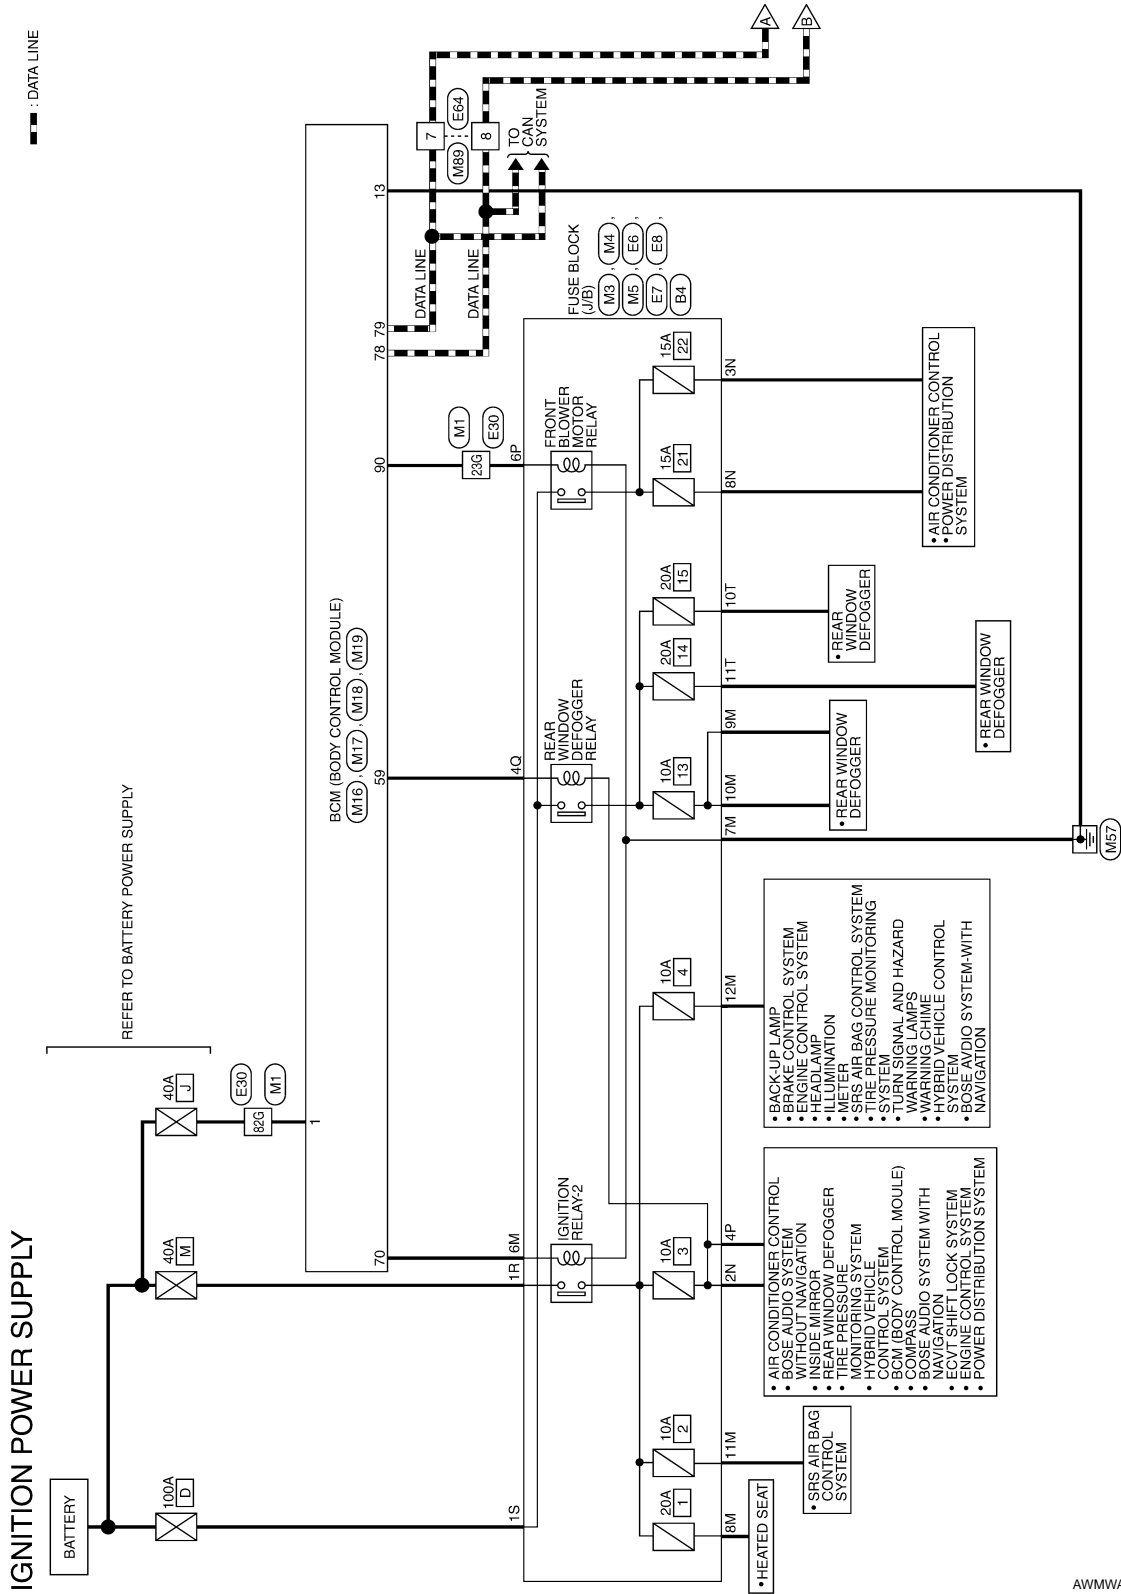 IGNITION POWER SUPPLY
: DATA LINE
BATTERY
REFER TO BATTERY POWER SUPPLY
100A
D
40A
M
40A
J
E30
M1
82G
1
BCM (BODY CONTROL MODULE)
M16 , M17 , M18 , M19
70
59
90
78
79
13
DATA LINE
DATA LINE
7
8
M89
E64
TO
CAN
SYSTEM
A
B
M1
E30
23G
FUSE BLOCK
(J/B)
M3 , M4 ,
M5 , E6 ,
E7 , E8 ,
B4
1S
1R
6M
4Q
6P
IGNITION
RELAY-2
REAR
WINDOW
DEFOGGER
RELAY
FRONT
BLOWER
MOTOR
RELAY
20A
1
10A
2
10A
3
10A
4
10A
13
20A
14
20A
15
15A
21
15A
22
8M
11M
2N
4P
12M
7M
10M
9M
11T
10T
8N
3N
• HEATED SEAT
• SRS AIR BAG
CONTROL
SYSTEM
• AIR CONDITIONER CONTROL
• BOSE AUDIO SYSTEM
WITHOUT NAVIGATION
• INSIDE MIRROR
• REAR WINDOW DEFOGGER
• TIRE PRESSURE
MONITORING SYSTEM
• HYBRID VEHICLE
CONTROL SYSTEM
• BCM (BODY CONTROL MOULE)
• COMPASS
• BOSE AUDIO SYSTEM WITH
NAVIGATION
• ECVT SHIFT LOCK SYSTEM
• ENGINE CONTROL SYSTEM
• POWER DISTRIBUTION SYSTEM
• BACK-UP LAMP
• BRAKE CONTROL SYSTEM
• ENGINE CONTROL SYSTEM
• HEADLAMP
• ILLUMINATION
• METER
• SRS AIR BAG CONTROL SYSTEM
• TIRE PRESSURE MONITORING
SYSTEM
• TURN SIGNAL AND HAZARD
WARNING LAMPS
• WARNING CHIME
• HYBRID VEHICLE CONTROL
SYSTEM
• BOSE AVDIO SYSTEM-WITH
NAVIGATION
• REAR WINDOW
DEFOGGER
• REAR WINDOW
DEFOGGER
• REAR
WINDOW
DEFOGGER
• AIR CONDITIONER CONTROL
• POWER DISTRIBUTION
SYSTEM
M57
AWMWA